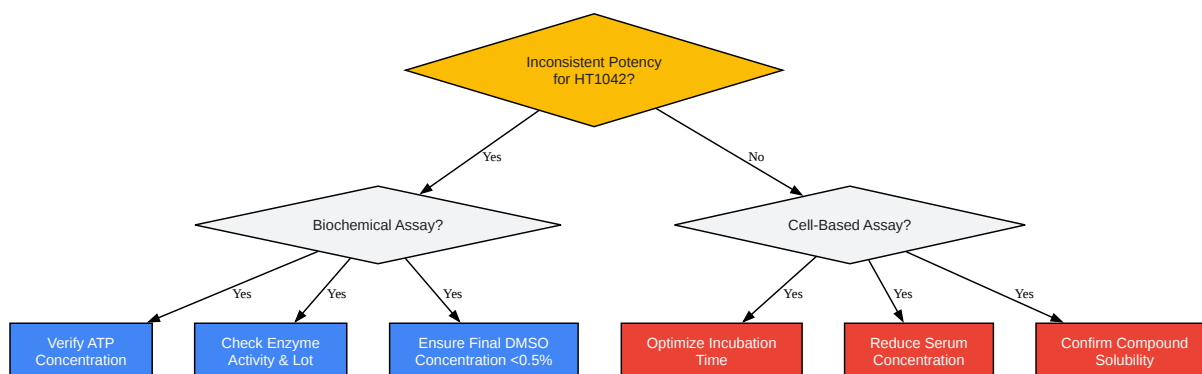 Inconsistent Potency
for HT1042?
Yes
No
Biochemical Assay?
Cell-Based Assay?
Yes
Yes
Yes
Yes
Yes
Yes
Verify ATP
Concentration
Check Enzyme
Activity & Lot
Ensure Final DMSO
Concentration <0.5%
Optimize Incubation
Time
Reduce Serum
Concentration
Confirm Compound
Solubility